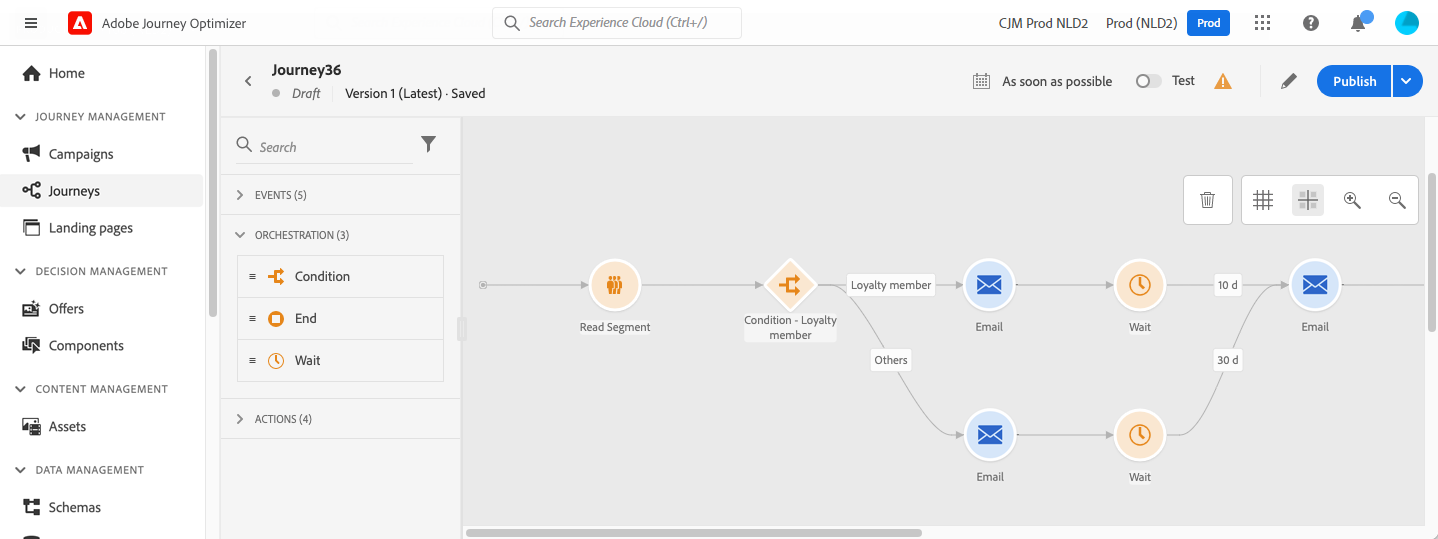 Adobe Journey Optimizer
Search Experience Cloud (Ctrl+/)
CJM Prod NLD2
Prod (NLD2)
Prod
Home
JOURNEY MANAGEMENT
Campaigns
Journeys
Landing pages
DECISION MANAGEMENT
Offers
Components
CONTENT MANAGEMENT
Assets
DATA MANAGEMENT
Schemas
Journey36
Draft
Version 1 (Latest) · Saved
As soon as possible
Test
Publish
Search
EVENTS (5)
ORCHESTRATION (3)
Condition
End
Wait
ACTIONS (4)
Read Segment
Condition - Loyalty
member
Loyalty member
Email
Wait
10 d
Email
Others
30 d
Email
Wait